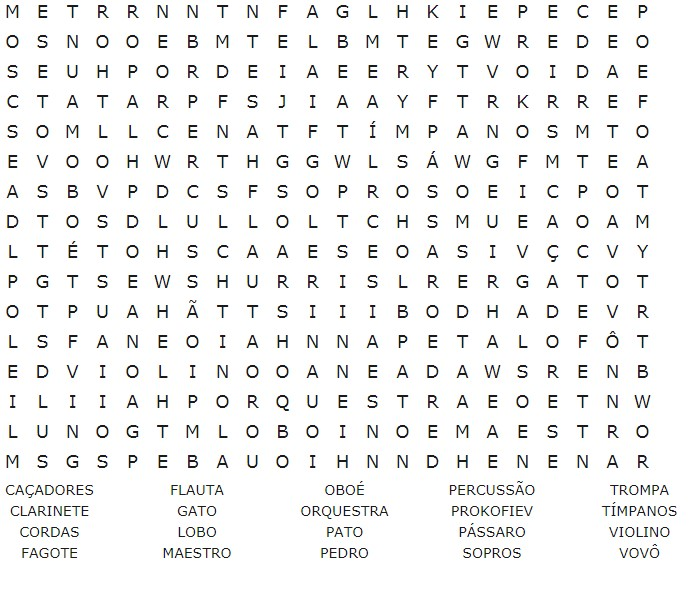 M E T R R N N T N F A G L H K I E P E C E P
O S N O O E B M T E L B M T E G W R E D E O
S E U H P O R D E I A E E R Y T V O I D A E
C T A T A R P F S J I A A Y F T R K R R E F
S O M L L C E N A T F T Í M P A N O S M T O
E V O O H W R T H G G W L S Á W G F M T E A
A S B V P D C S F S O P R O S O E I C P O T
D T O S D L U L L O L T C H S M U E A O A M
L T É T O H S C A A E S E O A S I V Ç C V Y
P G T S E W S H U R R I S L R E R G A T O T
O T P U A H Ã T T S I I I B O D H A D E V R
L S F A N E O I A H N N A P E T A L O F Ô T
E D V I O L I N O O A N E A D A W S R E N B
I L I I A H P O R Q U E S T R A E O E T N W
L U N O G T M L O B O I N O E M A E S T R O
M S G S P E B A U O I H N N D H E N E N A R
CAÇADORES FLAUTA OBOÉ PERCUSSÃO TROMPA
CLARINETE GATO ORQUESTRA PROKOFIEV TÍMPANOS
CORDAS LOBO PATO PÁSSARO VIOLINO
FAGOTE MAESTRO PEDRO SOPROS VOVÔ